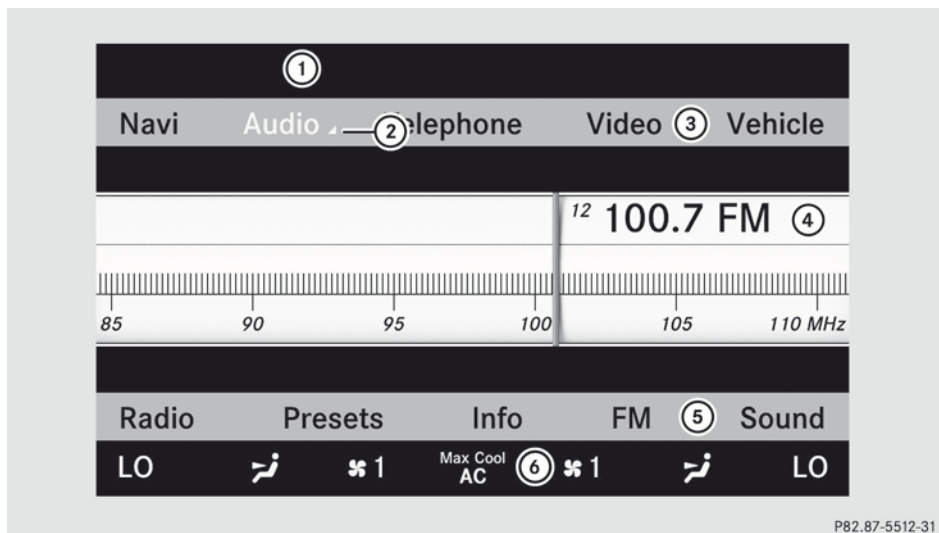 1
Navi Audio 2 elephone Video 3 Vehicle
12 100.7 FM 4
85 90 95 100 105 110 MHz
Radio Presets Info FM 5 Sound
LO 1 Max Cool AC 6 1 LO
P82.87-5512-31